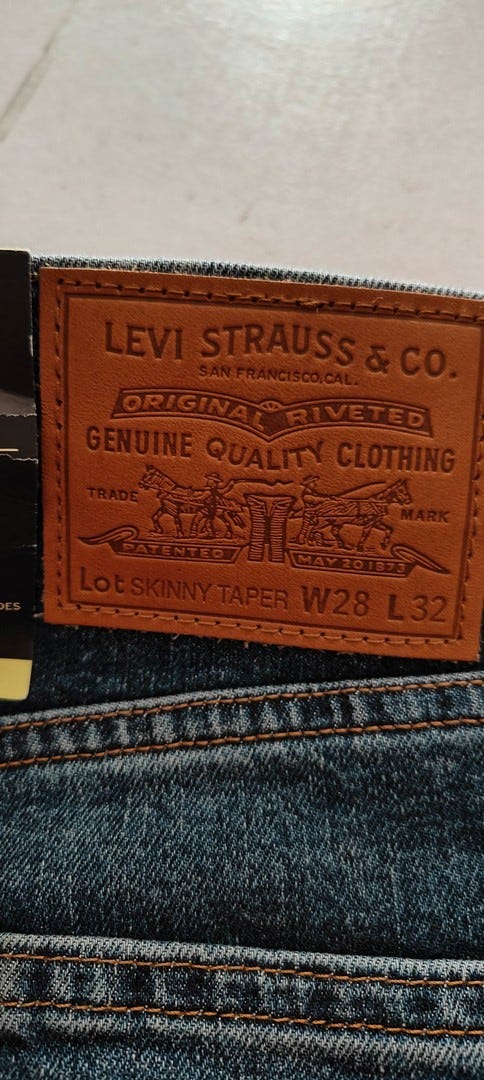 LEVI STRAUSS & CO.
SAN FRANCISCO, CAL.
ORIGINAL RIVETED
GENUINE QUALITY CLOTHING
TRADE MARK
PATENTED MAY 20 1873
Lot SKINNY TAPER W28 L32